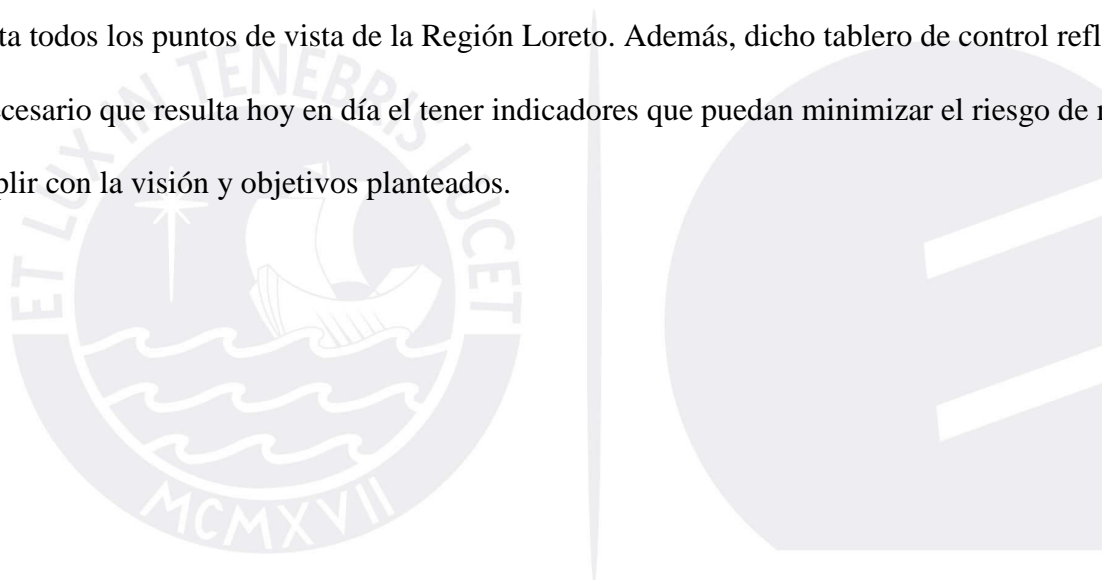 ta todos los puntos de vista de la Región Loreto. Además, dicho tablero de control refl
cesario que resulta hoy en día el tener indicadores que puedan minimizar el riesgo de
plir con la visión y objetivos planteados.
ET LUX IN TENEBRIS LUCET
MCMXVII